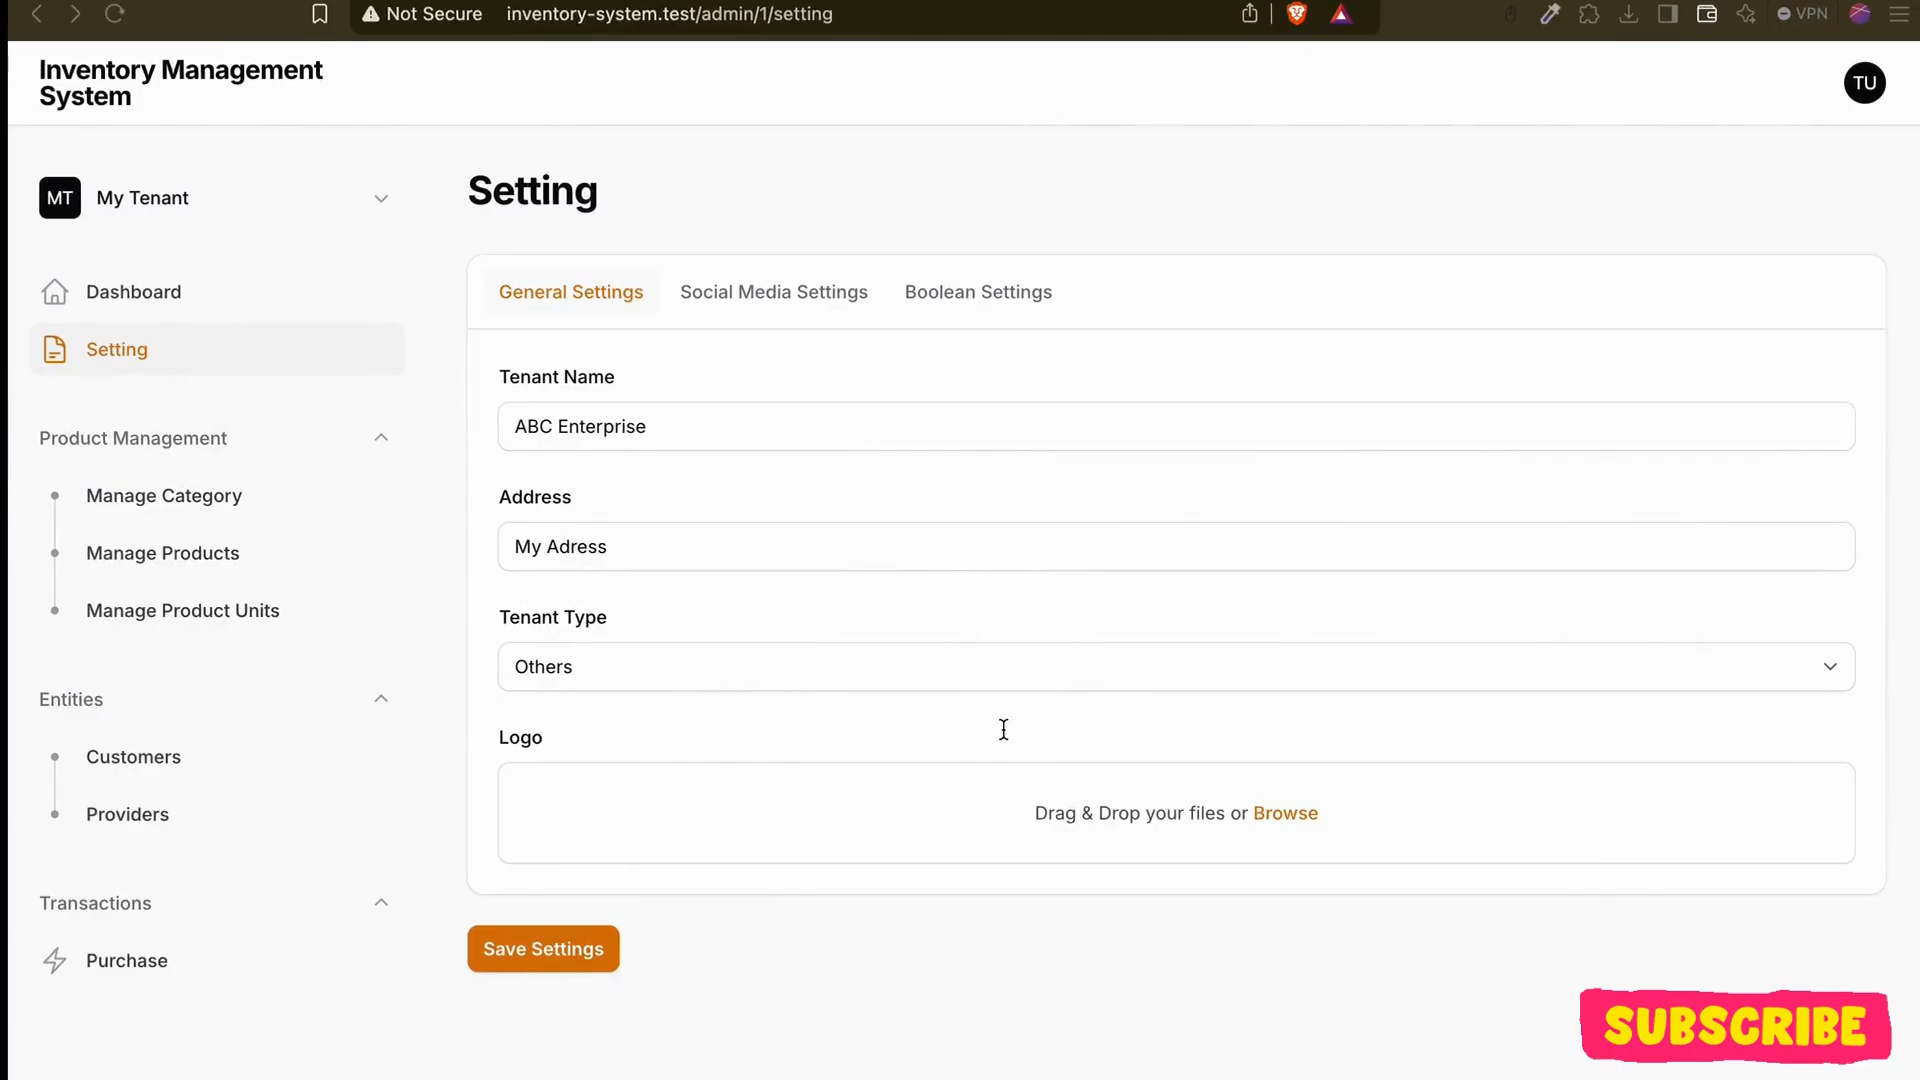 Not Secure inventory-system.test/admin/1/setting
VPN
Inventory Management
System
TU
MT My Tenant
Dashboard
Setting
Product Management
Manage Category
Manage Products
Manage Product Units
Entities
Customers
Providers
Transactions
Purchase
Setting
General Settings Social Media Settings Boolean Settings
Tenant Name
ABC Enterprise
Address
My Adress
Tenant Type
Others
Logo
Drag & Drop your files or Browse
Save Settings
SUBSCRIBE